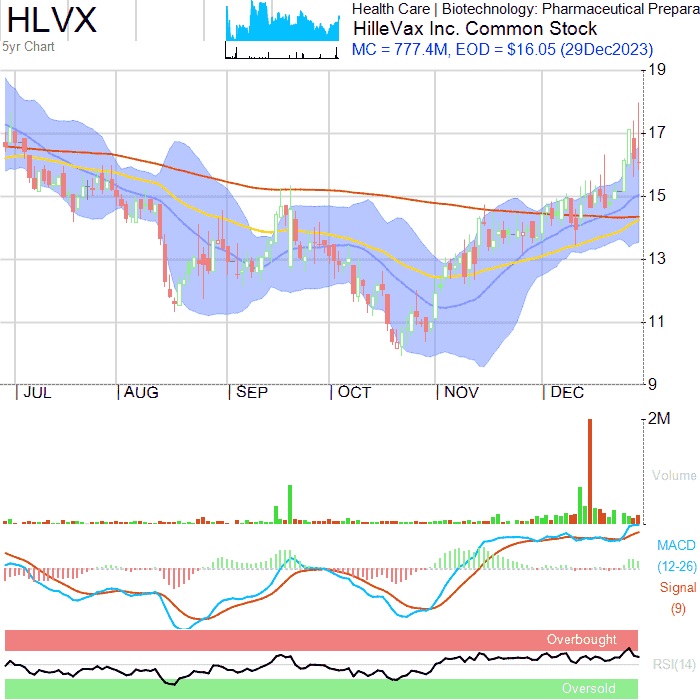 HLVX
5yr Chart
Health Care | Biotechnology: Pharmaceutical Prepara
HilleVax Inc. Common Stock
MC = 777.4M, EOD = $16.05 (29Dec2023)
19
17
15
13
11
9
JUL
AUG
SEP
OCT
NOV
DEC
2M
Volume
MACD
(12-26)
Signal
(9)
Overbought
RSI(14)
Oversold